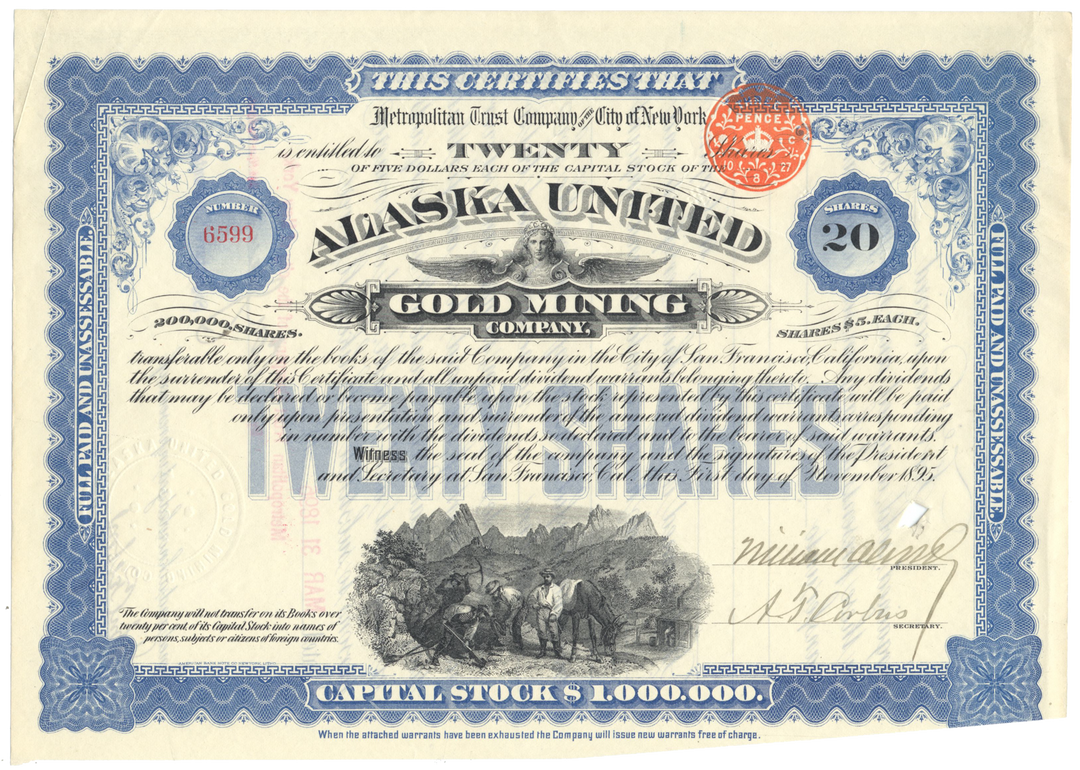 THIS CERTIFIES THAT
Metropolitan Trust Company of the City of New York
is entitled to TWENTY Shares
OF FIVE DOLLARS EACH OF THE CAPITAL STOCK OF THE
PENCE
10 27
8
NUMBER
6599
SHARES
20
ALASKA UNITED
GOLD MINING
COMPANY,
200,000, SHARES.
SHARES $5. EACH.
FULL PAID AND UNASSESSABLE.
FULL PAID AND UNASSESSABLE.
transferable only on the books of the said Company in the City of San Francisco, California, upon
the surrender of this Certificate and all unpaid dividend warrants belonging thereto. Any dividends
that may be declared or become payable upon the stock represented by this certificate will be paid
only upon presentation and surrender of the annexed dividend warrants corresponding
in number with the dividends so declared and to the bearer of said warrants.
Witness, the seal of the company and the signatures of the President
and Secretary at San Francisco, Cal. this First day of November 1895.
TWENTY SHARES
PRESIDENT.
SECRETARY.
The Company will not transfer on its Books over
twenty per cent of its Capital Stock into names of
persons, subjects or citizens of foreign countries.
AMERICAN BANK NOTE CO. NEW YORK, LITH.
CAPITAL STOCK $ 1.000.000.
When the attached warrants have been exhausted the Company will issue new warrants free of charge.